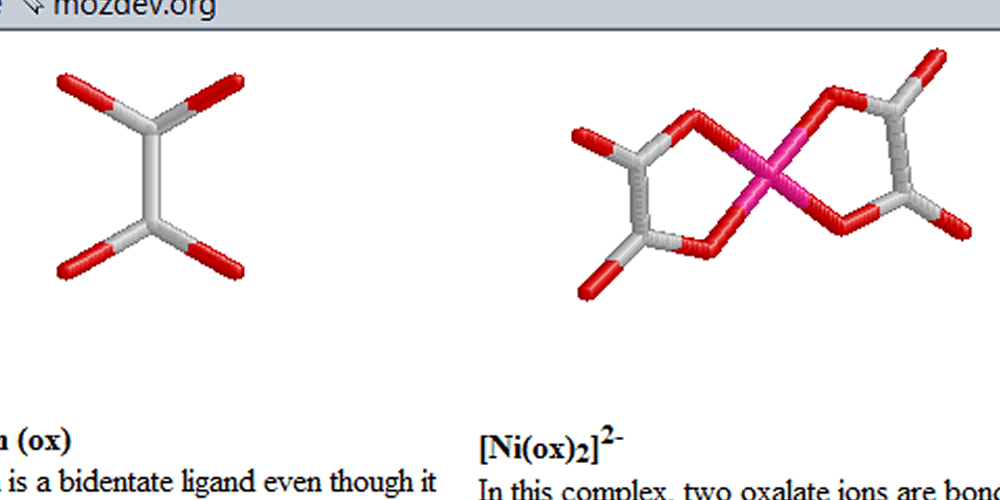 mozdev.org
(ox)
[Ni(ox)2]2-
is a bidentate ligand even though it
In this complex, two oxalate ions are